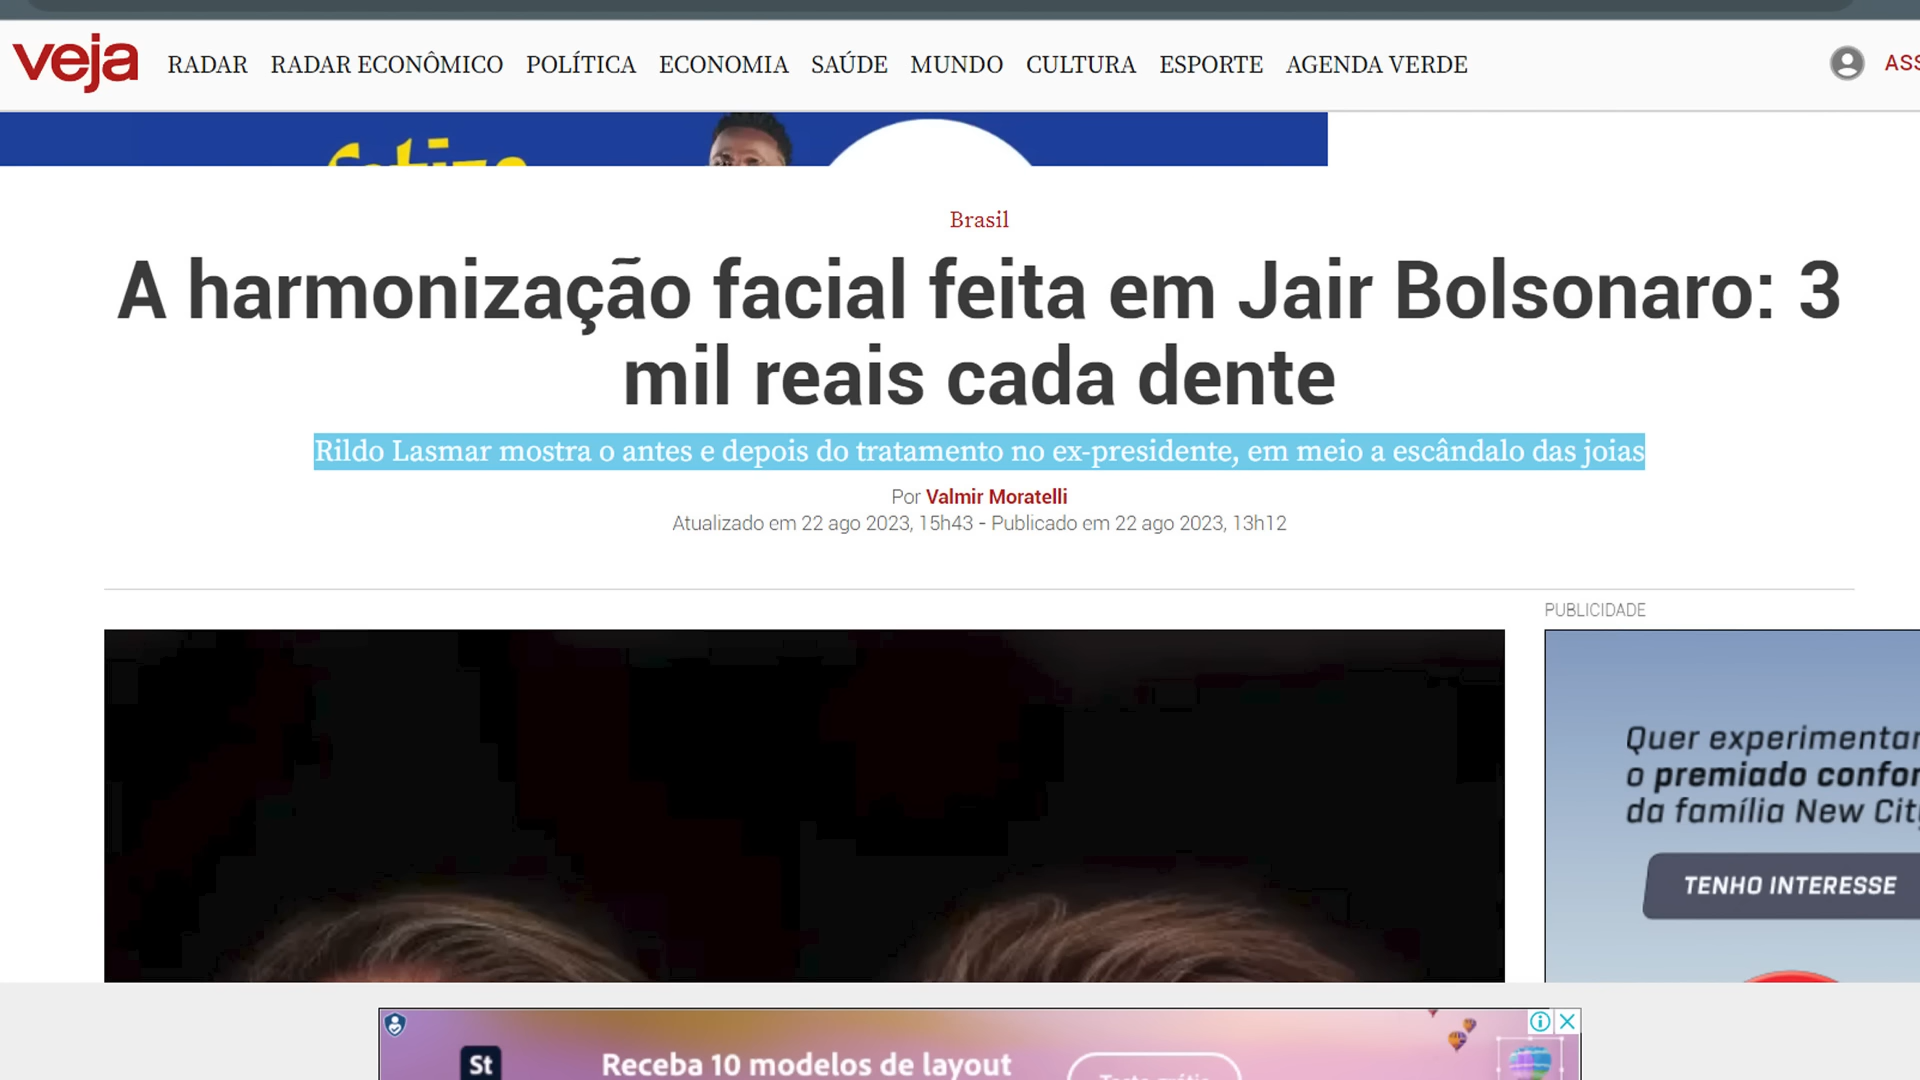 veja
RADAR RADAR ECONÔMICO POLÍTICA ECONOMIA SAÚDE MUNDO CULTURA ESPORTE AGENDA VERDE
Brasil
A harmonização facial feita em Jair Bolsonaro: 3
mil reais cada dente
Rildo Lasmar mostra o antes e depois do tratamento no ex-presidente, em meio a escândalo das joias
Por Valmir Moratelli
Atualizado em 22 ago 2023, 15h43 - Publicado em 22 ago 2023, 13h12
PUBLICIDADE
Quer experimentar
o premiado
da família New City
TENHO INTERESSE
St
Receba 10 modelos de layout